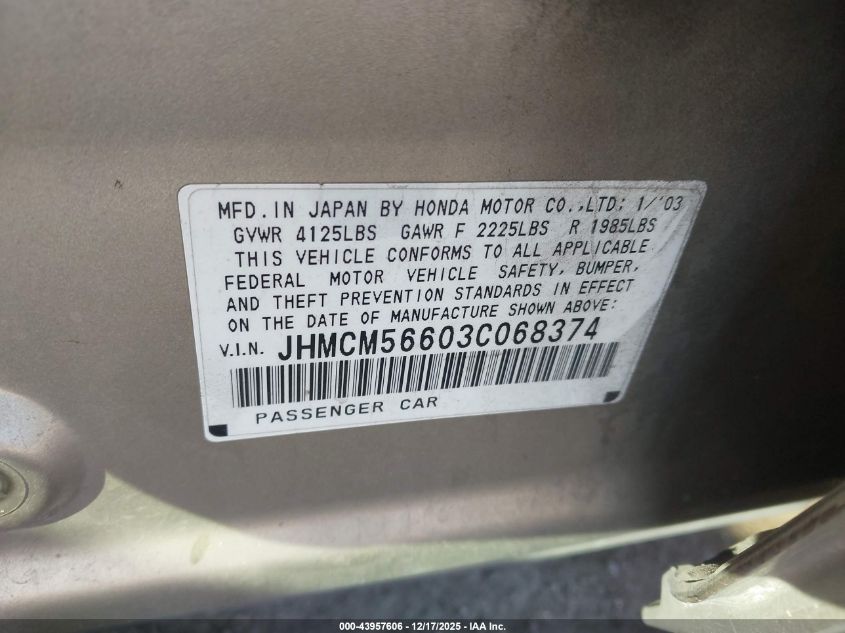 MFD. IN JAPAN BY HONDA MOTOR CO., LTD; 1/'03
GVWR 4125LBS GAWR F 2225LBS R 1985LBS
THIS VEHICLE CONFORMS TO ALL APPLICABLE
FEDERAL MOTOR VEHICLE SAFETY, BUMPER,
AND THEFT PREVENTION STANDARDS IN EFFECT
ON THE DATE OF MANUFACTURE SHOWN ABOVE:
V.I.N. JHMCM56603C068374
PASSENGER CAR
000-43957606 - 12/17/2025 - IAA Inc.